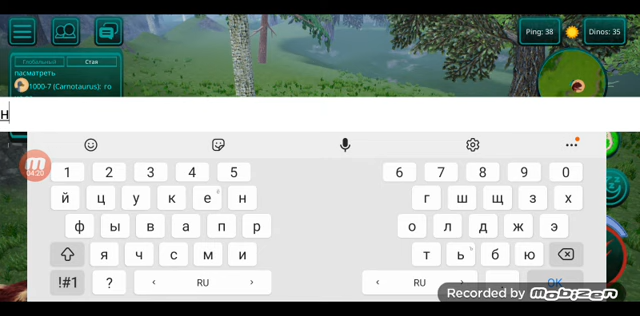 Ping: 38
Dinos: 35
Глобальный
Стая
пасматреть
1000-7 (Carnotaurus): го
н
04:20
1 2 3 4 5 6 7 8 9 0
й ц у к е н г ш щ з х
ф ы в а п р о л д ж э
я ч с м и т ь б ю
!#1 ? RU RU . OK
Recorded by MOBIZEN